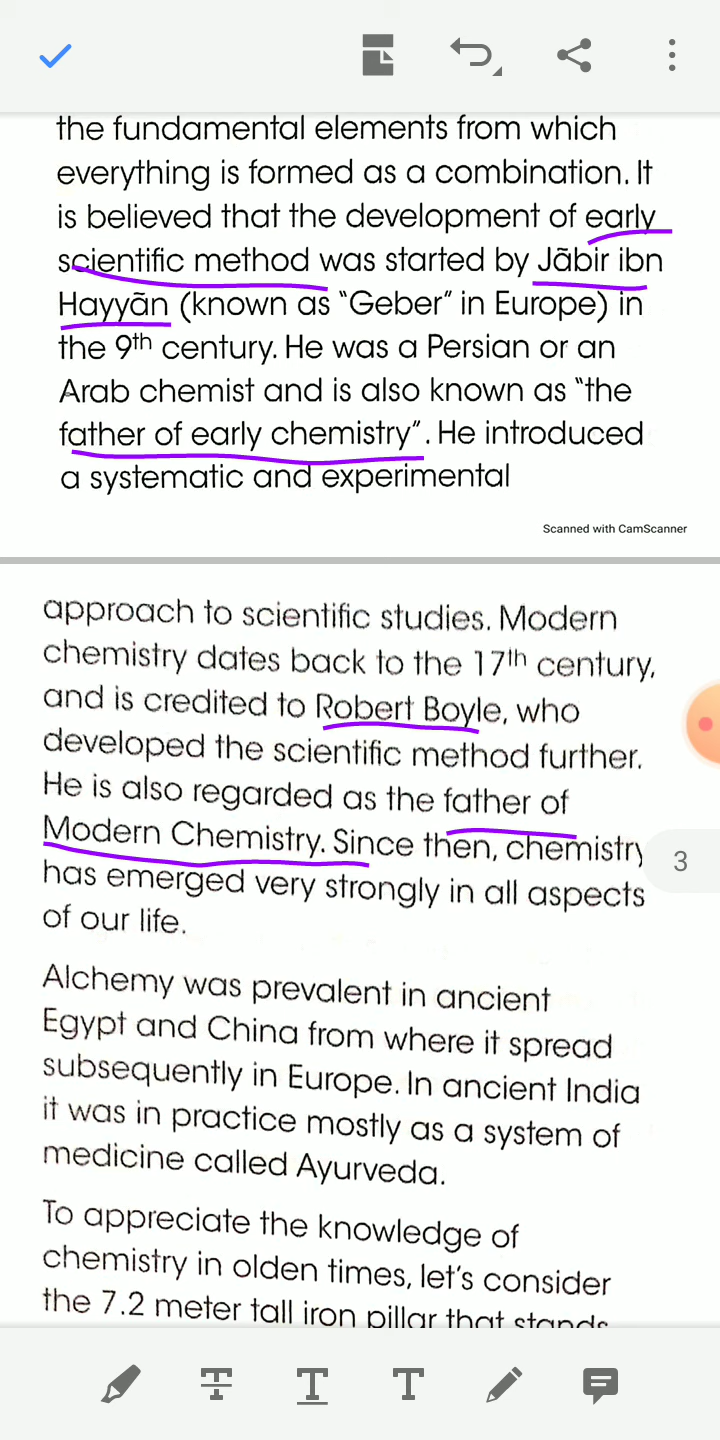 the fundamental elements from which
everything is formed as a combination. It
is believed that the development of early
scientific method was started by Jābir ibn
Hayyān (known as "Geber" in Europe) in
the 9th century. He was a Persian or an
Arab chemist and is also known as "the
father of early chemistry". He introduced
a systematic and experimental
Scanned with CamScanner
approach to scientific studies. Modern
chemistry dates back to the 17th century,
and is credited to Robert Boyle, who
developed the scientific method further.
He is also regarded as the father of
Modern Chemistry. Since then, chemistry
3
has emerged very strongly in all aspects
of our life.
Alchemy was prevalent in ancient
Egypt and China from where it spread
subsequently in Europe. In ancient India
it was in practice mostly as a system of
medicine called Ayurveda.
To appreciate the knowledge of
chemistry in olden times, let's consider
the 7.2 meter tall iron pillar that stands